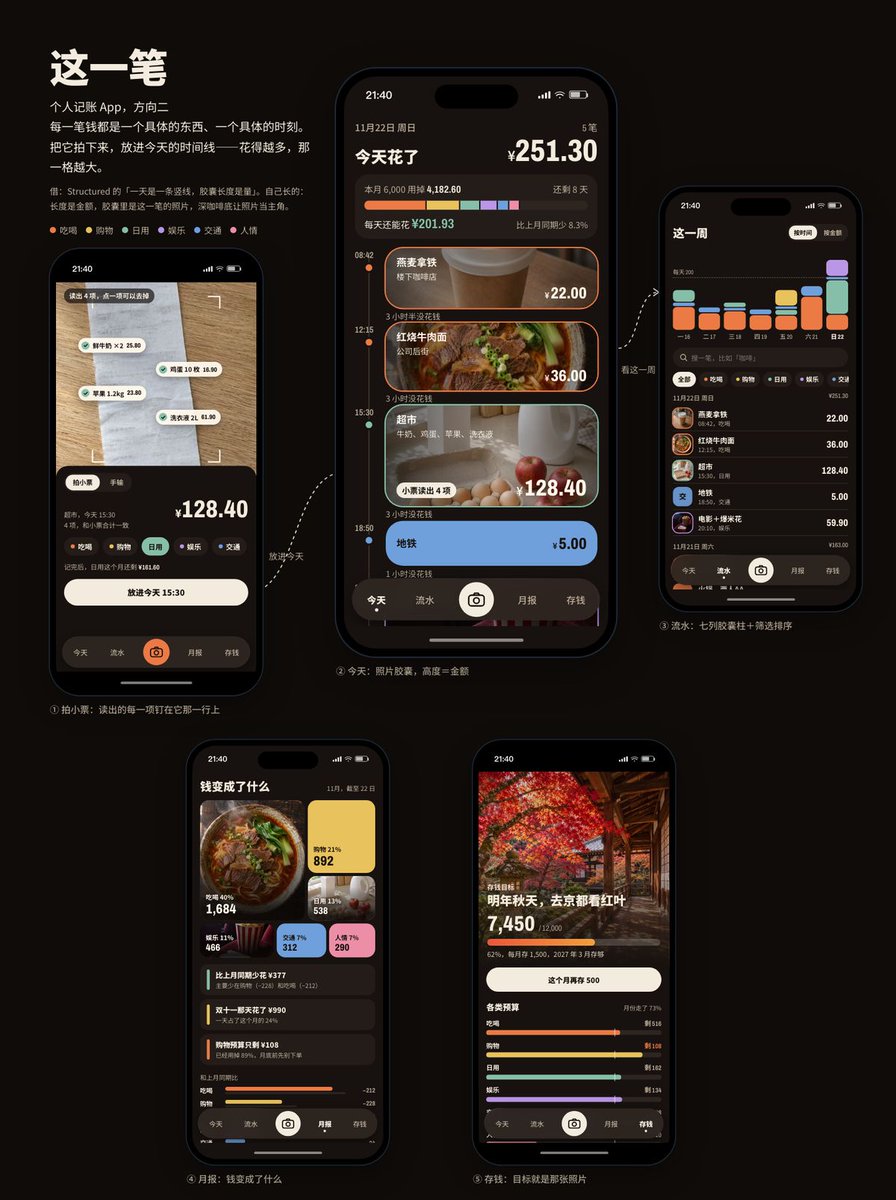 这一笔
个人记账 App，方向二
每一笔钱都是一个具体的东西、一个具体的时刻。
把它拍下来，放进今天的时间线——花得越多，那
一格越大。
借：Structured 的「一天是一条竖线，胶囊长度是量」。自己长的：
长度是金额，胶囊里是这一笔的照片，深咖啡底让照片当主角。
吃喝 购物 日用 娱乐 交通 人情
21:40
读出 4 项，点一项可以去掉
鲜牛奶 ×2 25.80
鸡蛋 10 枚 16.90
苹果 1.2kg 23.80
洗衣液 2L 61.90
拍小票 手输
超市，今天 15:30
4 项，和小票合计一致
¥128.40
吃喝 购物 日用 娱乐 交通
记完后，日用这个月还剩 ¥161.60
放进今天 15:30
今天 流水 月报 存钱
① 拍小票：读出的每一项钉在它那一行上
放进今天
21:40
11月22日 周日 5 笔
今天花了 ¥251.30
本月 6,000 用掉 4,182.60 还剩 8 天
每天还能花 ¥201.93 比上月同期少 8.3%
08:42
燕麦拿铁
楼下咖啡店
¥22.00
3 小时半没花钱
12:15
红烧牛肉面
公司后街
¥36.00
3 小时没花钱
15:30
超市
牛奶、鸡蛋、苹果、洗衣液
小票读出 4 项 ¥128.40
3 小时没花钱
18:50
地铁 ¥5.00
1 小时没花钱
今天 流水 月报 存钱
② 今天：照片胶囊，高度＝金额
看这一周
21:40
这一周 按时间 按金额
每天 200
一 16 二 17 三 18 四 19 五 20 六 21 日 22
搜一笔，比如「咖啡」
全部 吃喝 购物 日用 娱乐
11月22日 周日 ¥251.30
燕麦拿铁 22.00
08:42，吃喝
红烧牛肉面 36.00
12:15，吃喝
超市 128.40
15:30，日用
交 地铁 5.00
18:50，交通
电影＋爆米花 59.90
20:10，娱乐
11月21日 周六 ¥163.00
今天 流水 月报 存钱
③ 流水：七列胶囊柱＋筛选排序
21:40
钱变成了什么 11月，截至 22 日
吃喝 40%
1,684
购物 21%
892
日用 13%
538
娱乐 11%
466
交通 7%
312
人情 7%
290
比上月同期少花 ¥377
主要少在购物（−228）和吃喝（−212）
双十一那天花了 ¥990
一天占了这个月的 24%
购物预算只剩 ¥108
已经用掉 89%，月底前先别下单
和上月同期比
吃喝 −212
购物 −228
今天 流水 月报 存钱
④ 月报：钱变成了什么
21:40
存钱目标
明年秋天，去京都看红叶
7,450 / 12,000
62%，每月存 1,500，2027 年 3 月存够
这个月再存 500
各类预算 月份走了 73%
吃喝 剩 516
购物 剩 108
日用 剩 162
娱乐 剩 134
今天 流水 月报 存钱
⑤ 存钱：目标就是那张照片